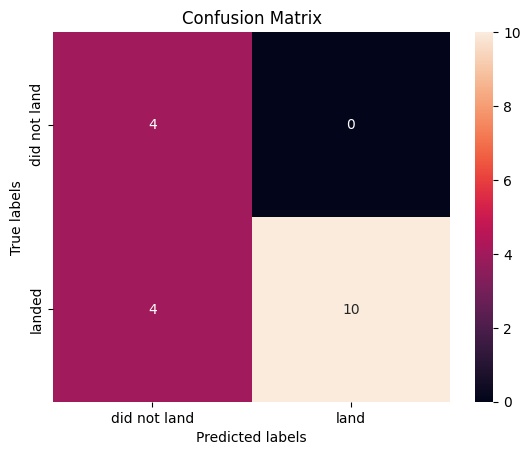 Confusion Matrix
True labels
did not land
landed
4
0
4
10
did not land
land
Predicted labels
10
8
6
4
2
0